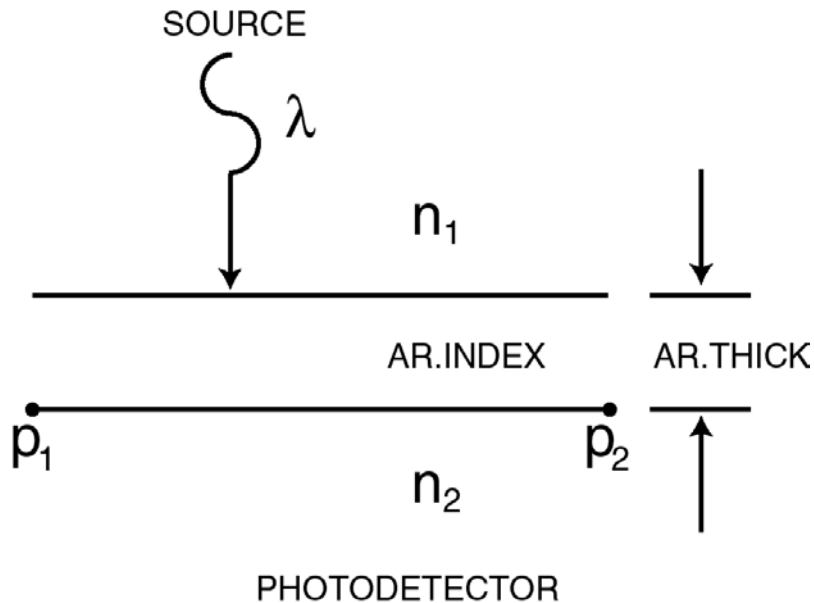 SOURCE
λ
n₁
AR.INDEX AR.THICK
p₁ p₂
n₂
PHOTODETECTOR